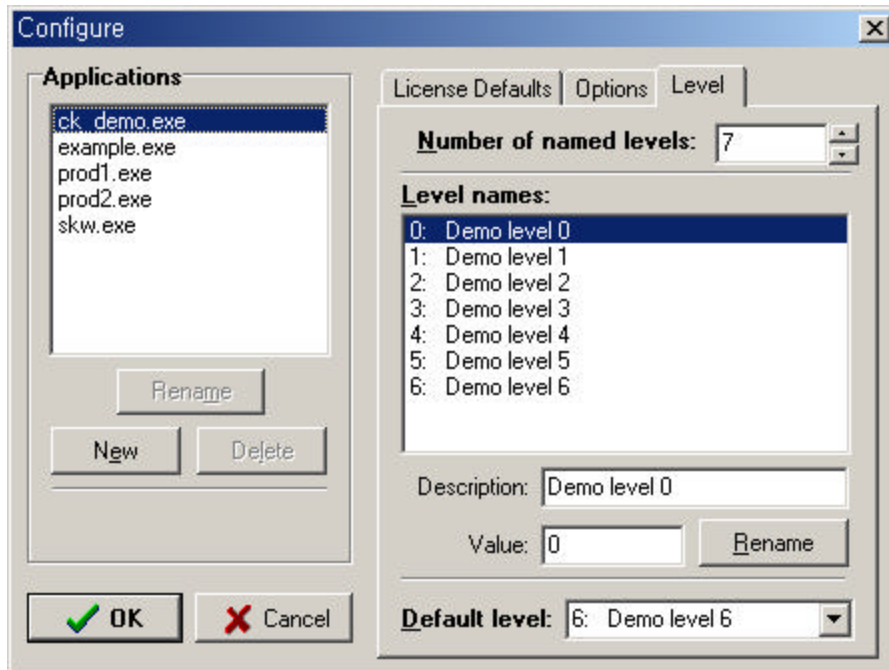 Configure
Applications
ck_demo.exe
example.exe
prod1.exe
prod2.exe
skw.exe
Rename
New
Delete
OK
Cancel
License Defaults
Options
Level
Number of named levels: 7
Level names:
0: Demo level 0
1: Demo level 1
2: Demo level 2
3: Demo level 3
4: Demo level 4
5: Demo level 5
6: Demo level 6
Description: Demo level 0
Value: 0
Rename
Default level: 6: Demo level 6